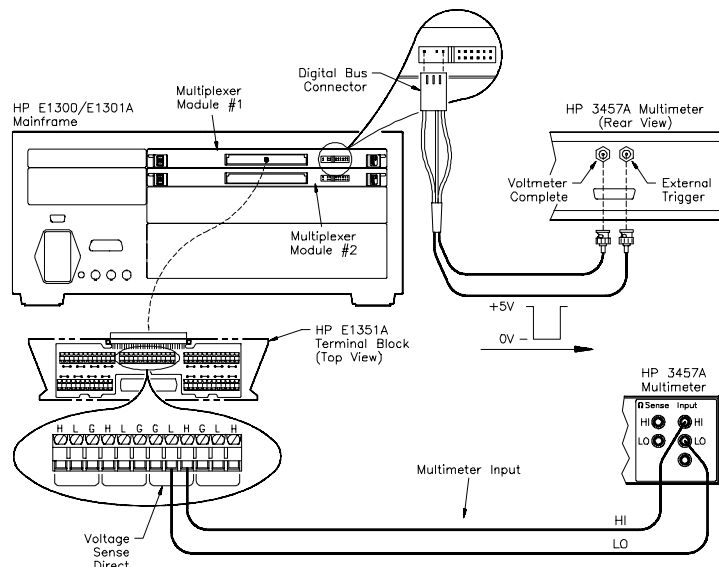 HP E1300/E1301A
Mainframe
Multiplexer
Module #1
Digital Bus
Connector
HP 3457A Multimeter
(Rear View)
Voltmeter
Complete
External
Trigger
Multiplexer
Module #2
+5V
0V
HP E1351A
Terminal Block
(Top View)
HP 3457A
Multimeter
Ω Sense Input
HI HI
LO LO
H L G H L G G L H G L H
Multimeter Input
HI
LO
Voltage
Sense
Direct